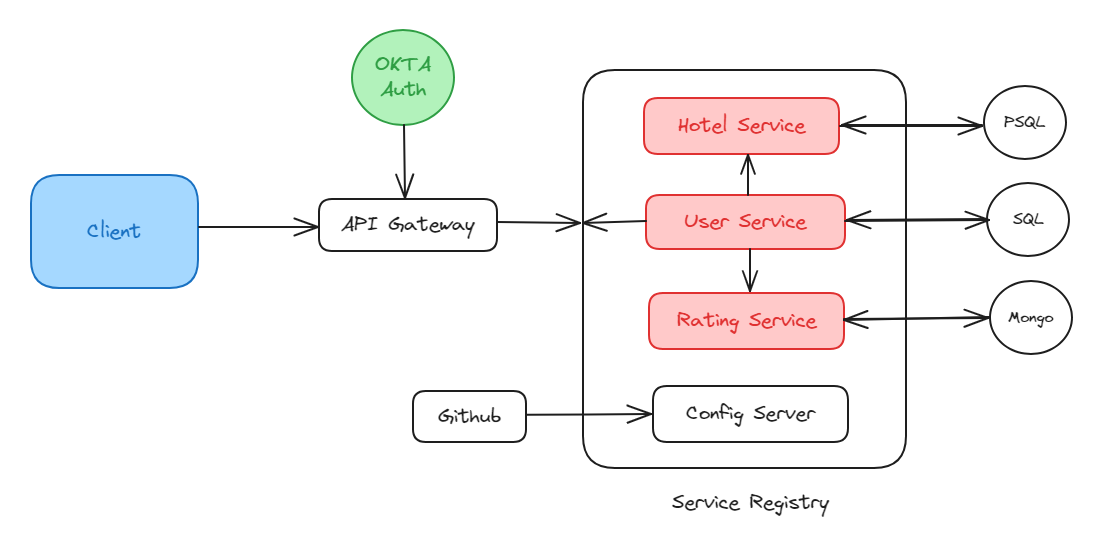 OKTA
Auth
Client
API Gateway
Hotel Service
User Service
Rating Service
PSQL
SQL
Mongo
Github
Config Server
Service Registry